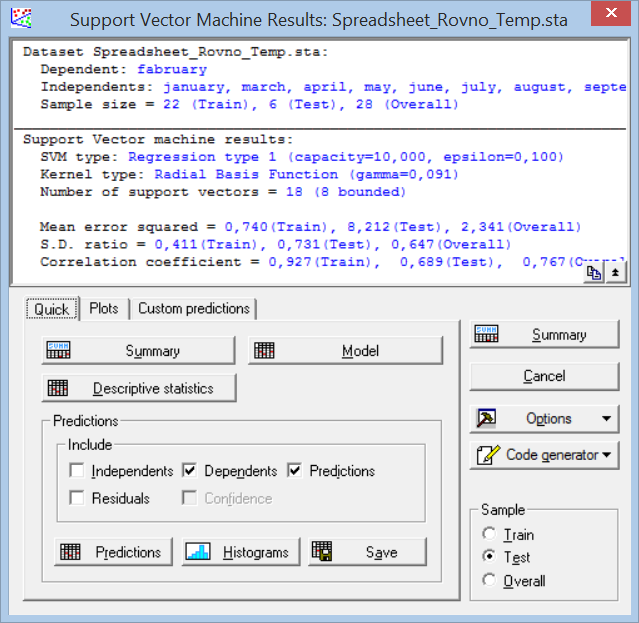 Support Vector Machine Results: Spreadsheet_Rovno_Temp.sta
Dataset Spreadsheet_Rovno_Temp.sta:
Dependent: fabruary
Independents: january, march, april, may, june, july, august, septe
Sample size = 22 (Train), 6 (Test), 28 (Overall)
Support Vector machine results:
SVM type: Regression type 1 (capacity=10,000, epsilon=0,100)
Kernel type: Radial Basis Function (gamma=0,091)
Number of support vectors = 18 (8 bounded)
Mean error squared = 0,740(Train), 8,212(Test), 2,341(Overall)
S.D. ratio = 0,411(Train), 0,731(Test), 0,647(Overall)
Correlation coefficient = 0,927(Train), 0,689(Test), 0,767(Overall)
Quick
Plots
Custom predictions
Summary
Model
Descriptive statistics
Predictions
Include
Independents
Dependents
Predictions
Residuals
Confidence
Predictions
Histograms
Save
Summary
Cancel
Options
Code generator
Sample
Train
Test
Overall